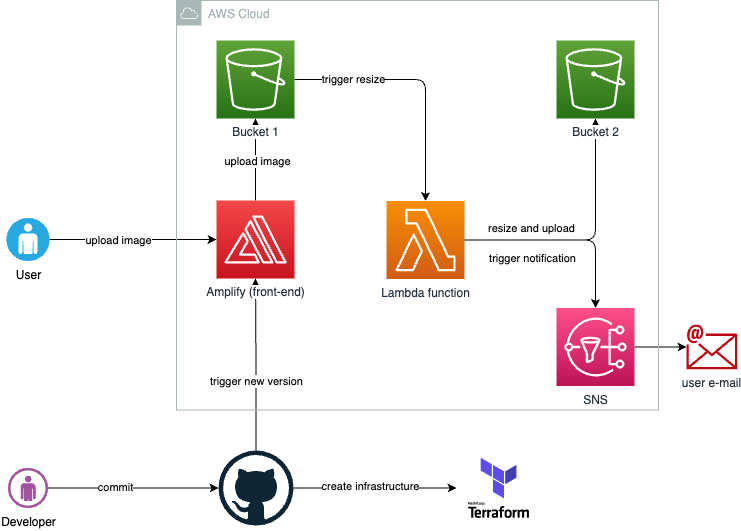 AWS Cloud
Bucket 1
trigger resize
Bucket 2
upload image
upload image
User
Amplify (front-end)
Lambda function
resize and upload
trigger notification
@
SNS
user e-mail
trigger new version
Developer
commit
create infrastructure
HashiCorp
Terraform